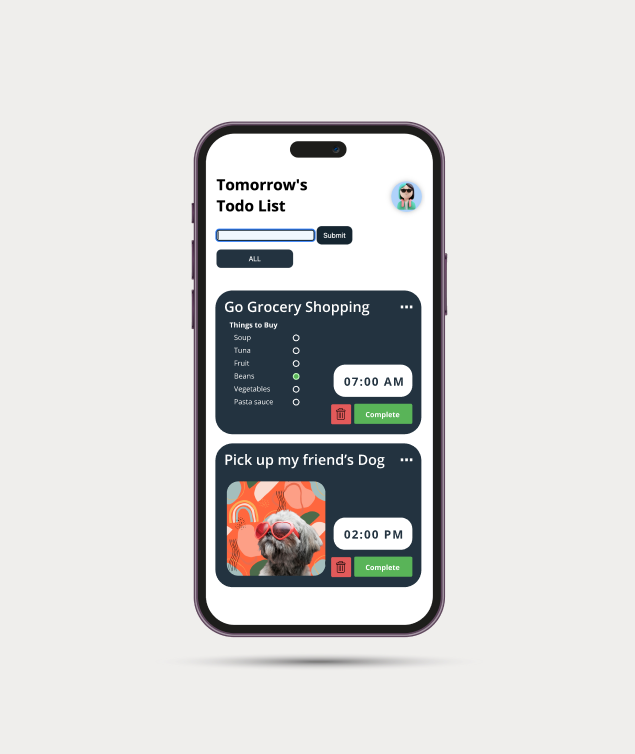 Tomorrow's
Todo List
Submit
ALL
Go Grocery Shopping
Things to Buy
Soup
Tuna
Fruit
Beans
Vegetables
Pasta sauce
07:00 AM
Complete
Pick up my friend’s Dog
02:00 PM
Complete